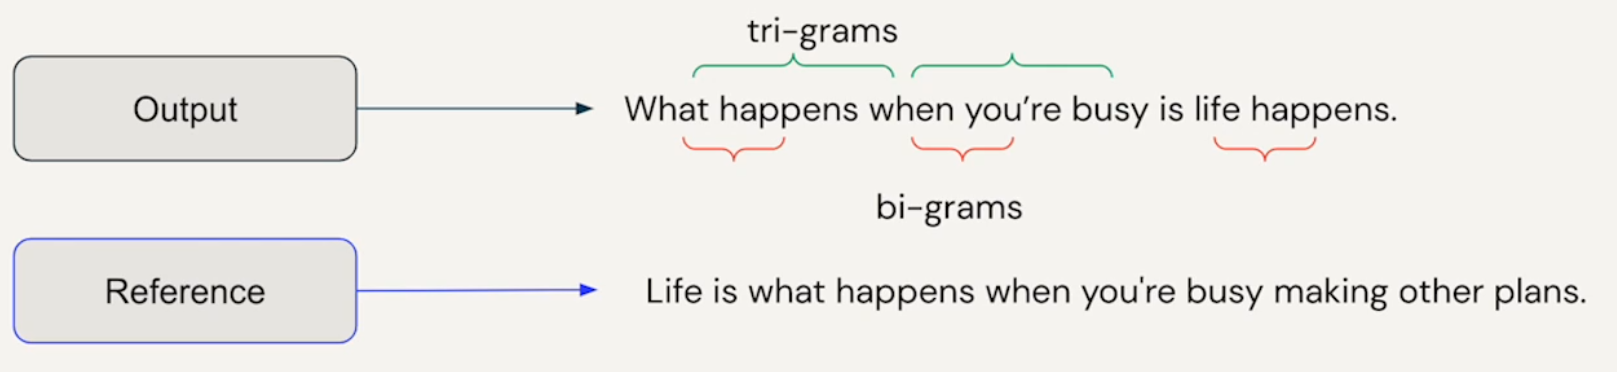 tri-grams
Output
What happens when you’re busy is life happens.
bi-grams
Reference
Life is what happens when you're busy making other plans.